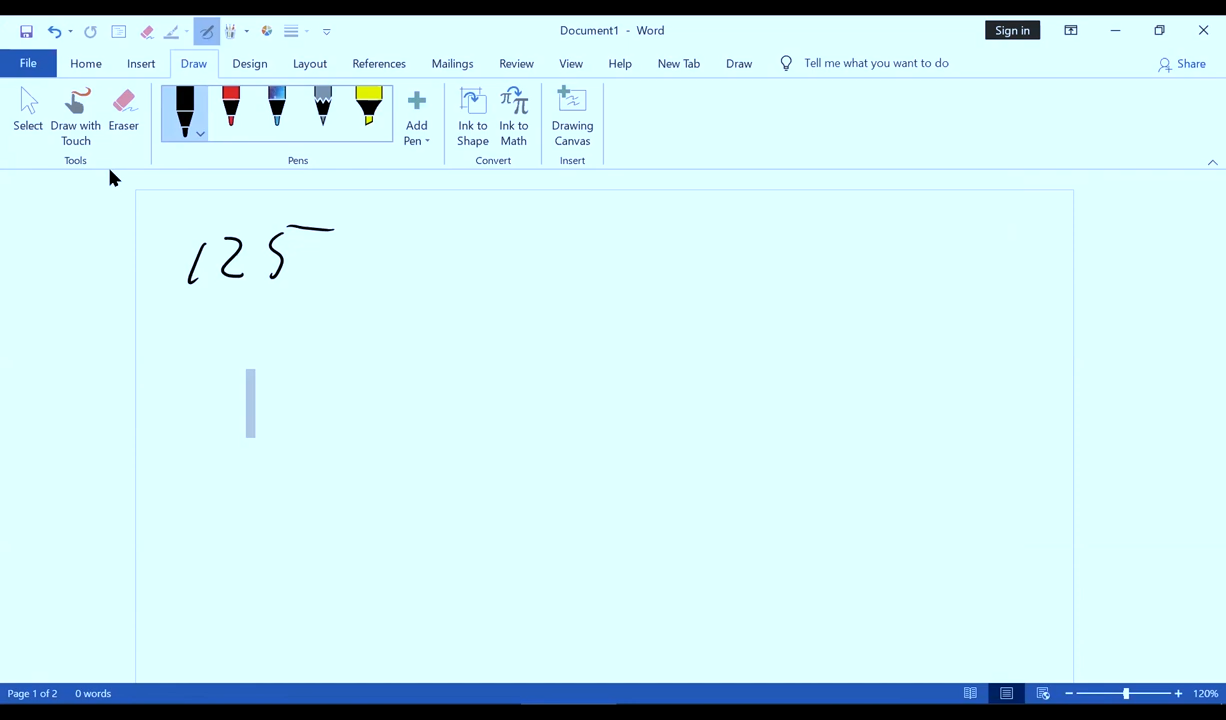 Document1 - Word
Sign in
File Home Insert Draw Design Layout References Mailings Review View Help New Tab Draw Tell me what you want to do Share
Select Draw with Touch Eraser Add Pen Ink to Shape Ink to Math Drawing Canvas
Tools Pens Convert Insert
125
Page 1 of 2 0 words 120%